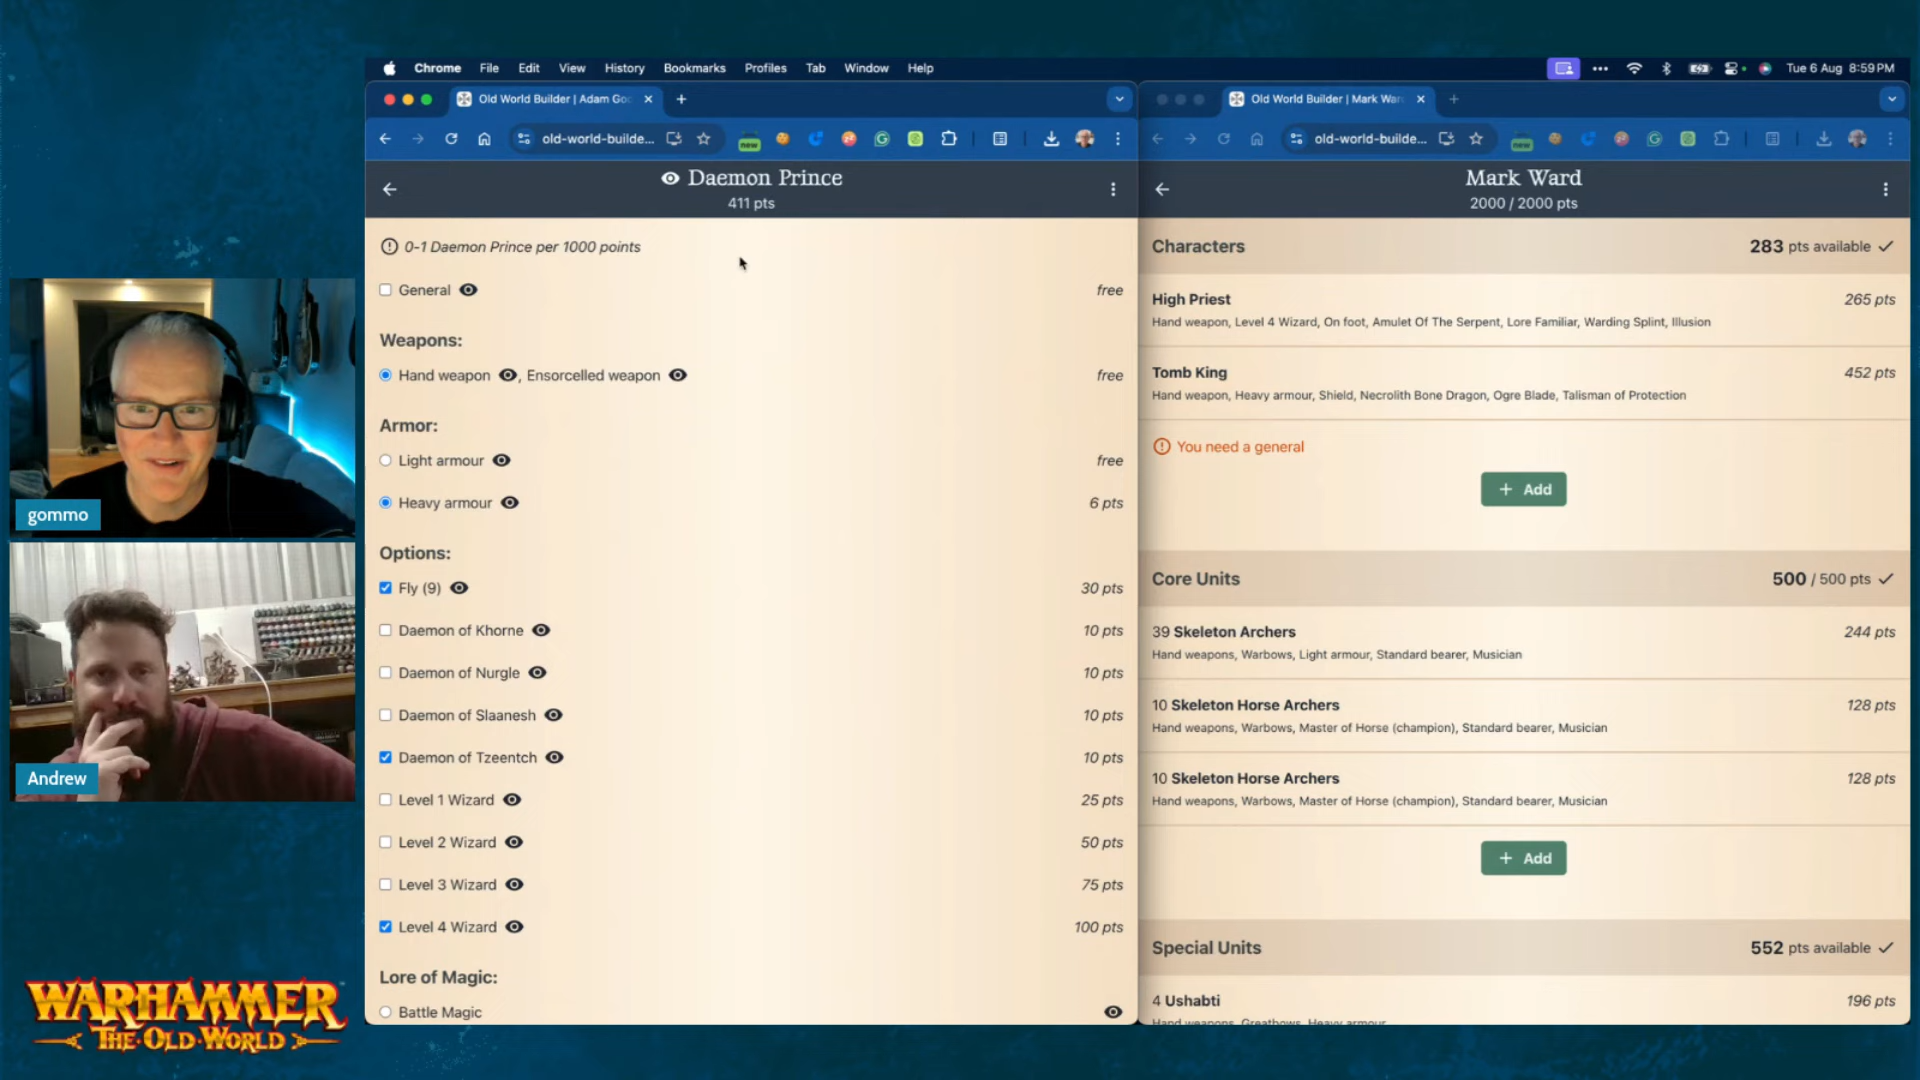 Chrome File Edit View History Bookmarks Profiles Tab Window Help
Tue 6 Aug 8:59 PM
Old World Builder | Adam Goo
old-world-builde...
new
Daemon Prince
411 pts
0-1 Daemon Prince per 1000 points
General free
Weapons:
Hand weapon , Ensorcelled weapon free
Armor:
Light armour free
Heavy armour 6 pts
Options:
Fly (9) 30 pts
Daemon of Khorne 10 pts
Daemon of Nurgle 10 pts
Daemon of Slaanesh 10 pts
Daemon of Tzeentch 10 pts
Level 1 Wizard 25 pts
Level 2 Wizard 50 pts
Level 3 Wizard 75 pts
Level 4 Wizard 100 pts
Lore of Magic:
Battle Magic
Old World Builder | Mark Ward
old-world-builde...
new
Mark Ward
2000 / 2000 pts
Characters 283 pts available
High Priest 265 pts
Hand weapon, Level 4 Wizard, On foot, Amulet Of The Serpent, Lore Familiar, Warding Splint, Illusion
Tomb King 452 pts
Hand weapon, Heavy armour, Shield, Necrolith Bone Dragon, Ogre Blade, Talisman of Protection
You need a general
+ Add
Core Units 500 / 500 pts
39 Skeleton Archers 244 pts
Hand weapons, Warbows, Light armour, Standard bearer, Musician
10 Skeleton Horse Archers 128 pts
Hand weapons, Warbows, Master of Horse (champion), Standard bearer, Musician
10 Skeleton Horse Archers 128 pts
Hand weapons, Warbows, Master of Horse (champion), Standard bearer, Musician
+ Add
Special Units 552 pts available
4 Ushabti 196 pts
Hand weapons, Greatbows, Heavy armour
gommo
Andrew
WARHAMMER
THE OLD WORLD